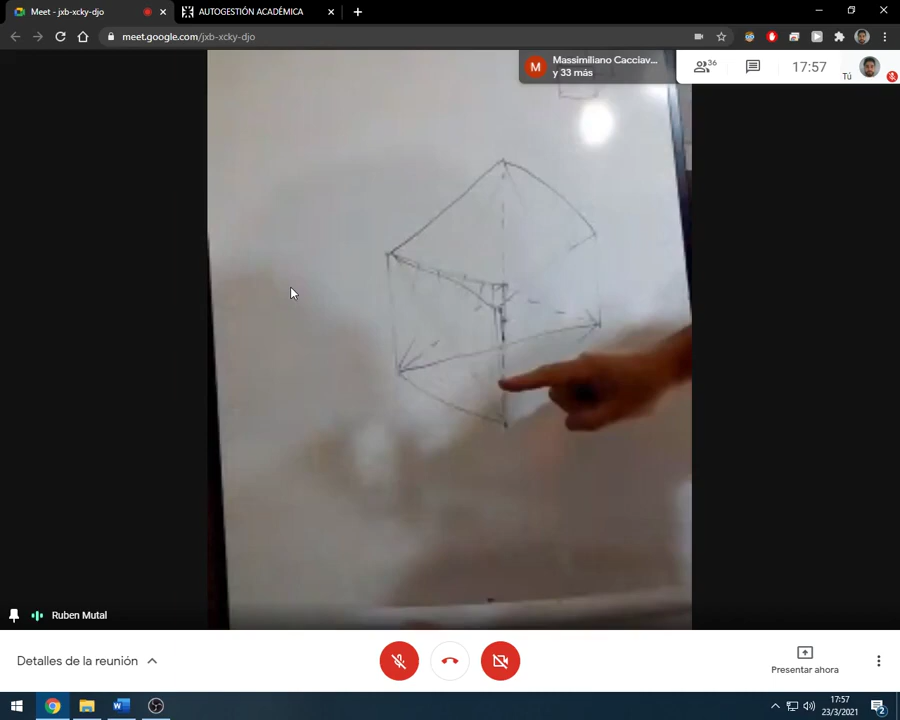 Meet - jxb-xcky-djo
AUTOGESTIÓN ACADÉMICA
meet.google.com/jxb-xcky-djo
M
Massimiliano Cacciav...
y 33 más
36
17:57
Tú
Ruben Mutal
Detalles de la reunión
Presentar ahora
17:57
23/3/2021
2